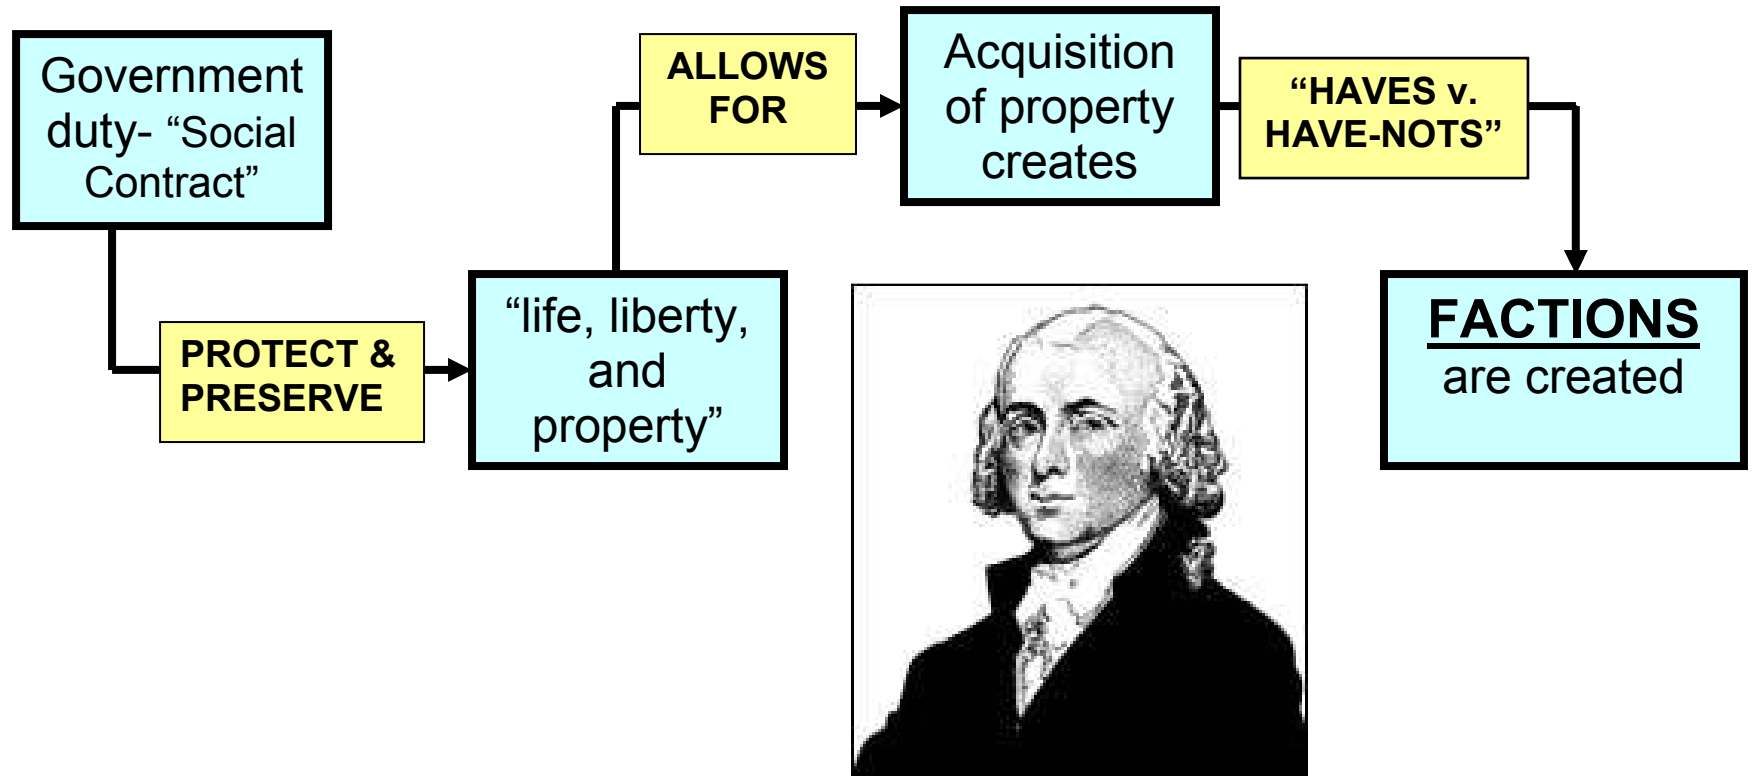 Government
duty- “Social
Contract”
PROTECT &
PRESERVE
“life, liberty,
and
property”
ALLOWS
FOR
Acquisition
of property
creates
“HAVES v.
HAVE-NOTS”
FACTIONS
are created